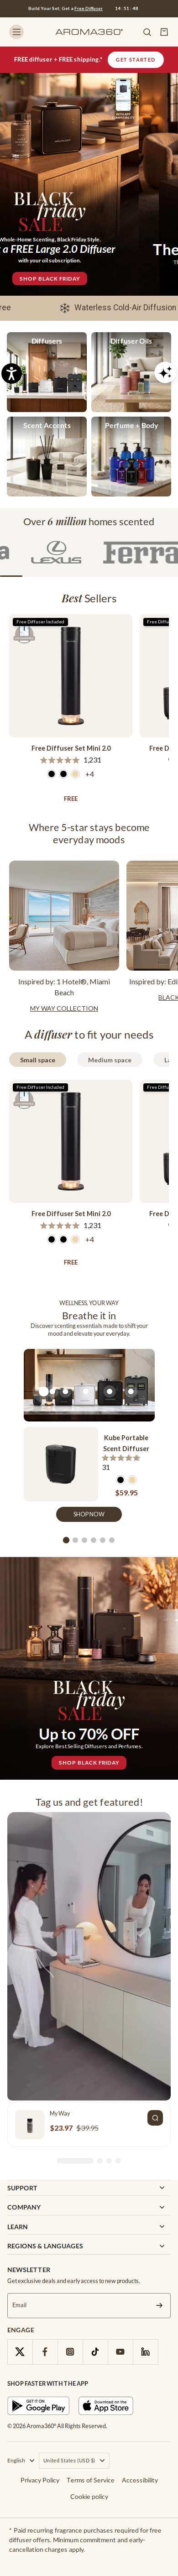 Build Your Set; Get a Free Diffuser 14 : 51 : 48
AROMA360°
FREE diffuser + FREE shipping.* GET STARTED
BLACK
friday
SALE
Whole-Home Scenting, Black Friday Style.
a FREE 2.0 Diffuser
with your oil subscription.
SHOP BLACK FRIDAY
The
ree Waterless Cold-Air Diffusion
Diffusers
Diffuser Oils
Scent Accents
Perfume + Body
Over 6 million homes scented
LEXUS Ferra
Best Sellers
Free Diffuser Included
Free Diffuser Set Mini 2.0
1,231
+4
FREE
Where 5-star stays become
everyday moments
Inspired by: 1 Hotel®, Miami
Beach
MY WAY COLLECTION
Inspired by: Edi
BLACK
A diffuser to fit your needs
Small space Medium space La
Free Diffuser Included
Free Diffuser Set Mini 2.0
1,231
+4
FREE
WELLNESS, YOUR WAY
Breathe it in
Discover scenting essentials made to shift your
mood and elevate your everyday.
Kube Portable
Scent Diffuser
31
$59.95
SHOP NOW
BLACK
friday
SALE
Up to 70% OFF
Explore Best Selling Diffusers and Perfumes.
SHOP BLACK FRIDAY
Tag us and get featured!
My Way
$23.97 $39.95
SUPPORT
COMPANY
LEARN
REGIONS & LANGUAGES
NEWSLETTER
Get exclusive deals and early access to new products.
Email
ENGAGE
SHOP FASTER WITH THE APP
GET IT ON
Google Play
Download on the
App Store
© 2026 Aroma360® All Rights Reserved.
English United States (USD $)
Privacy Policy Terms of Service Accessibility
Cookie policy
* Paid recurring fragrance purchases required for free
diffuser offers. Minimum commitment and early-
cancellation charges apply.